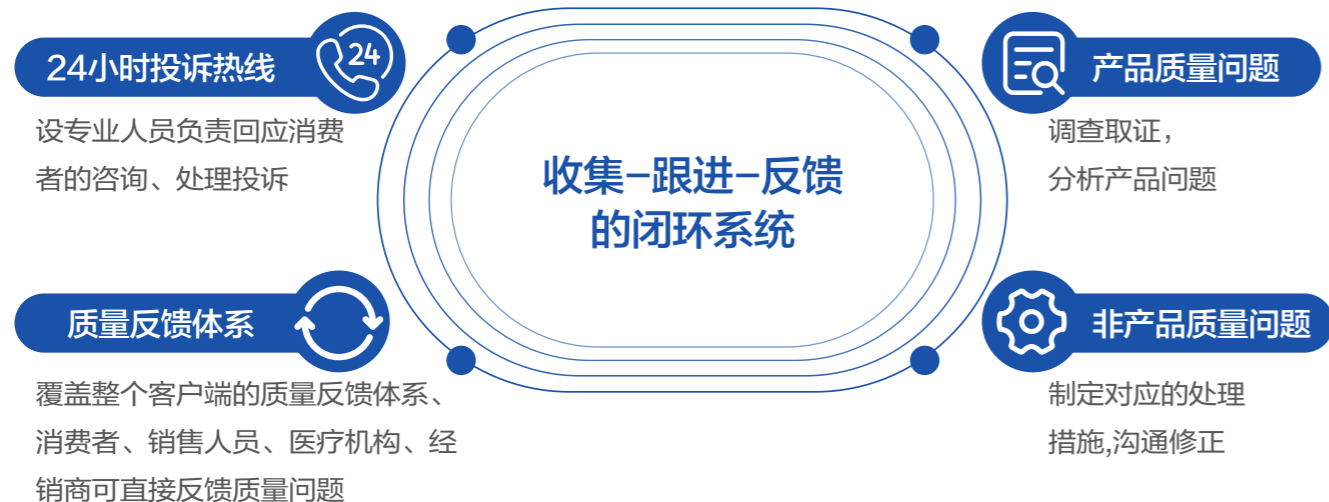 24小时投诉热线
24
设专业人员负责回应消费
者的咨询、处理投诉
质量反馈体系
覆盖整个客户端的质量反馈体系、
消费者、销售人员、医疗机构、经
销商可直接反馈质量问题
收集-跟进-反馈
的闭环系统
产品质量问题
调查取证，
分析产品问题
非产品质量问题
制定对应的处理
措施,沟通修正